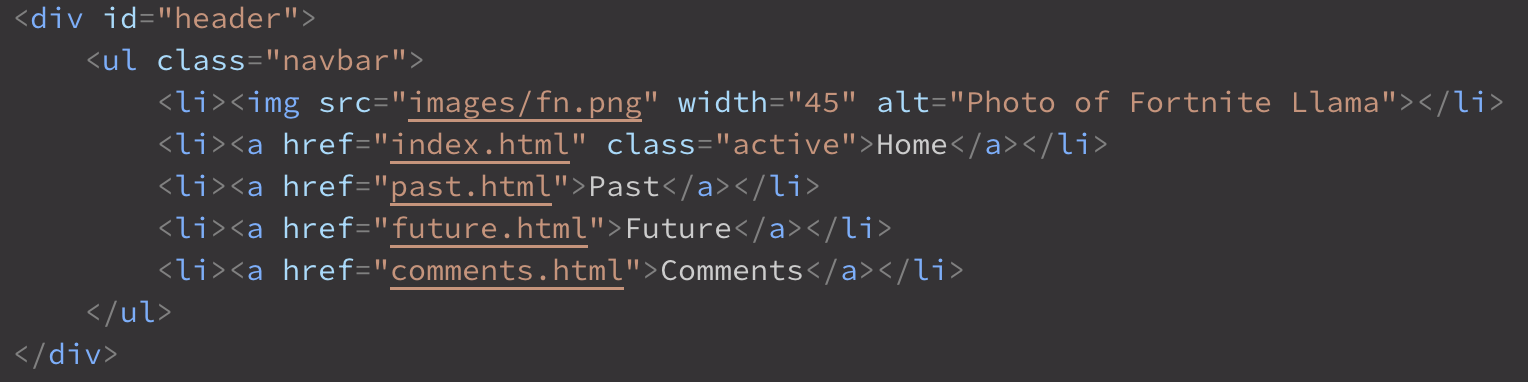 <div id="header">
    <ul class="navbar">
        <li><img src="images/fn.png" width="45" alt="Photo of Fortnite Llama"></li>
        <li><a href="index.html" class="active">Home</a></li>
        <li><a href="past.html">Past</a></li>
        <li><a href="future.html">Future</a></li>
        <li><a href="comments.html">Comments</a></li>
    </ul>
</div>